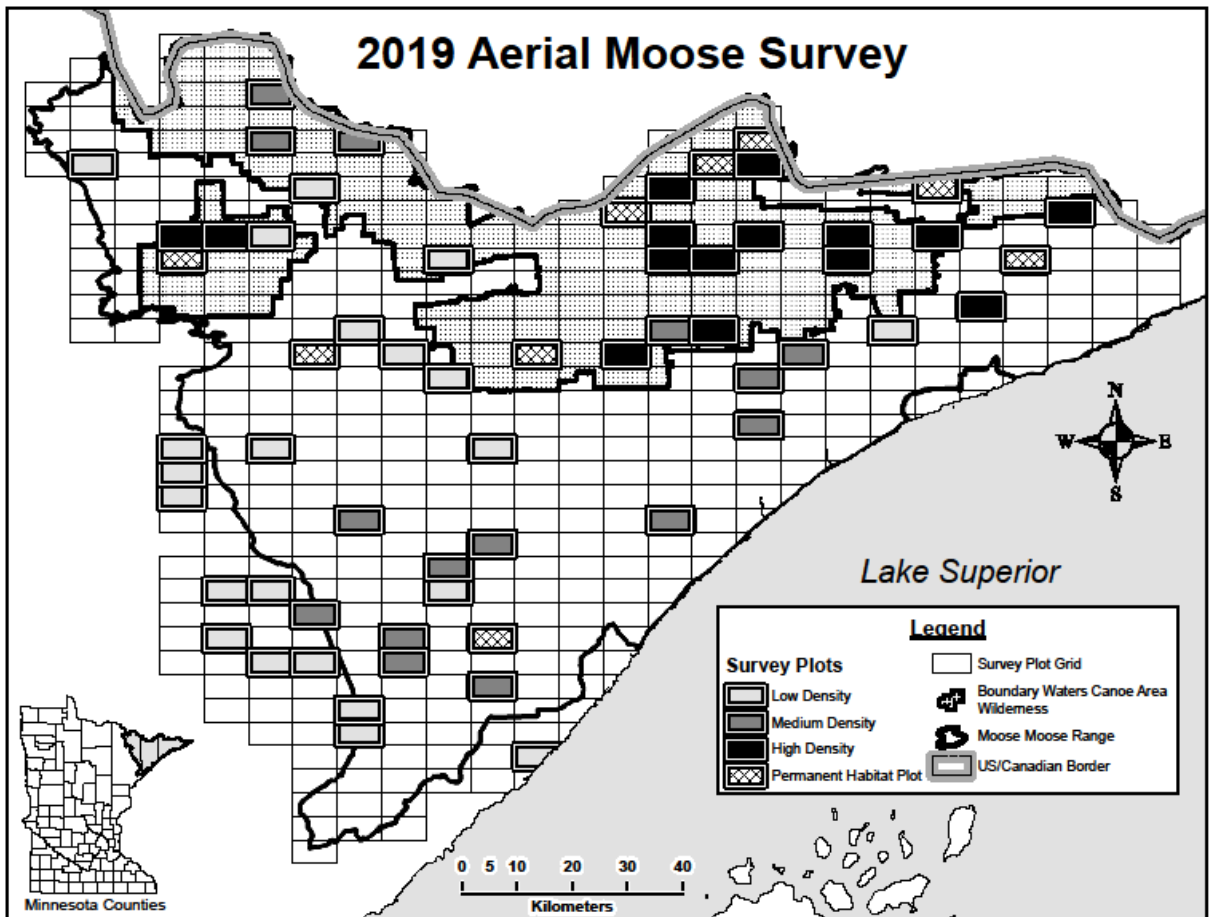 2019 Aerial Moose Survey
N
W
E
S
Lake Superior
Legend
Survey Plots
Low Density
Medium Density
High Density
Permanent Habitat Plot
Survey Plot Grid
Boundary Waters Canoe Area
Wilderness
Moose Moose Range
US/Canadian Border
0 5 10 20 30 40
Kilometers
Minnesota Counties